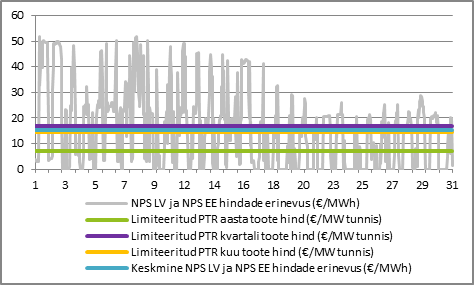 60
50
40
30
20
10
0
1 3 5 7 9 11 13 15 17 19 21 23 25 27 29 31
NPS LV ja NPS EE hindade erinevus (€/MWh)
Limiteeritud PTR aasta toote hind (€/MW tunnis)
Limiteeritud PTR kvartali toote hind (€/MW tunnis)
Limiteeritud PTR kuu toote hind (€/MW tunnis)
Keskmine NPS LV ja NPS EE hindade erinevus (€/MWh)